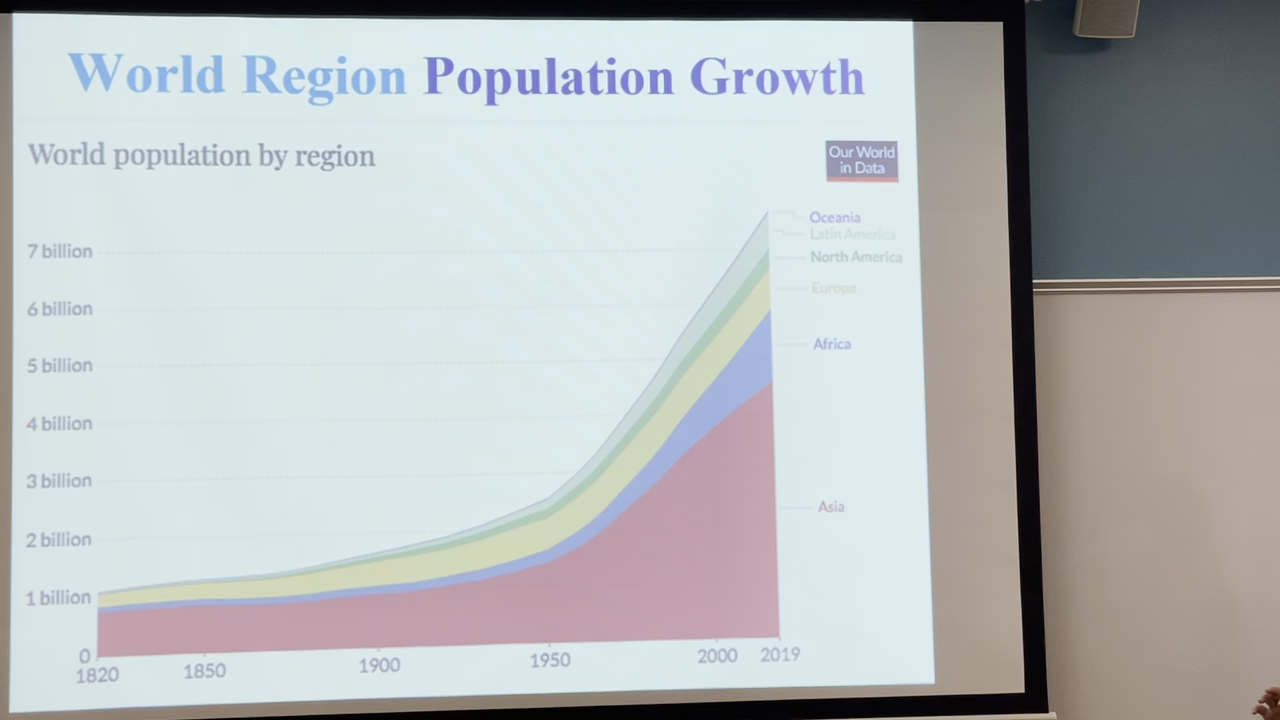 World Region Population Growth
World population by region
Our World
in Data
7 billion
6 billion
5 billion
4 billion
3 billion
2 billion
1 billion
0
Oceania
Latin America
North America
Europe
Africa
Asia
1820
1850
1900
1950
2000
2019